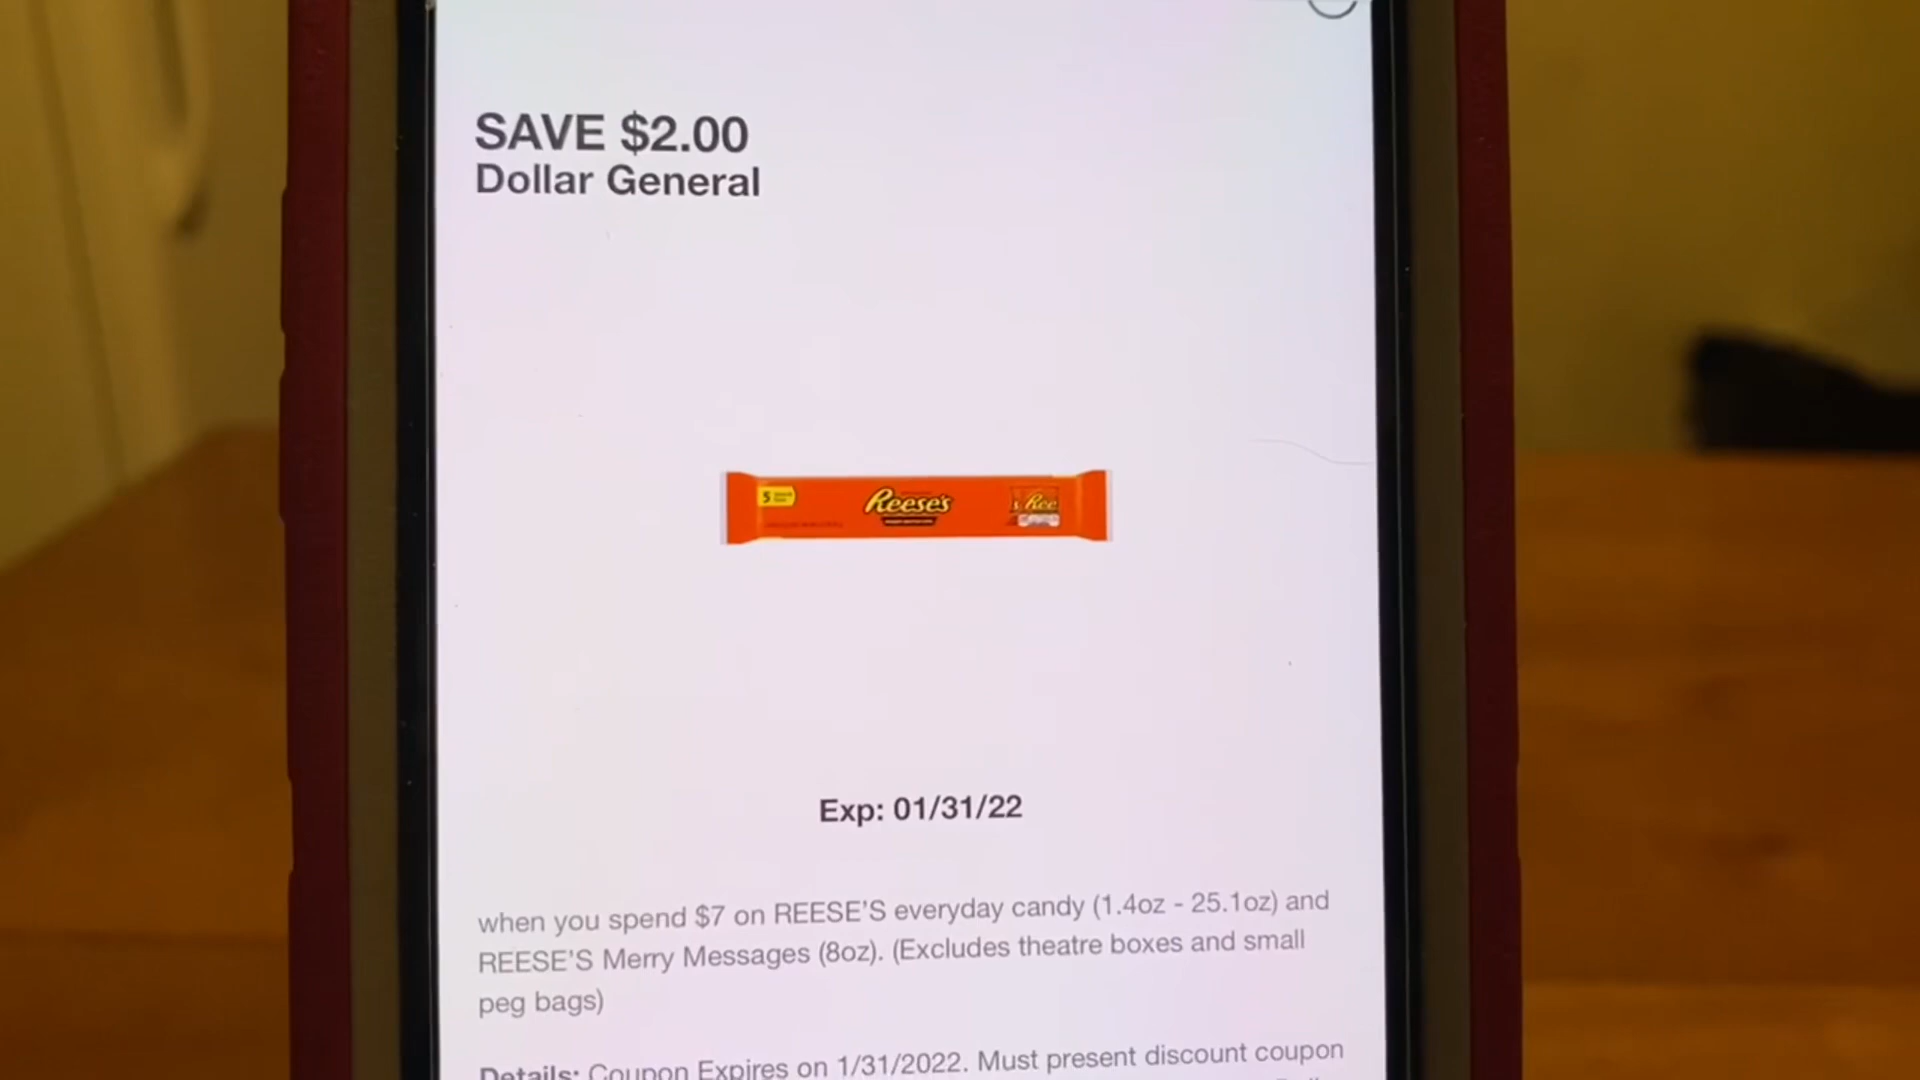 SAVE $2.00
Dollar General
5
Reese's
s Ree
Exp: 01/31/22
when you spend $7 on REESE'S everyday candy (1.4oz - 25.1oz) and
REESE'S Merry Messages (8oz). (Excludes theatre boxes and small
peg bags)
Details: Coupon Expires on 1/31/2022. Must present discount coupon